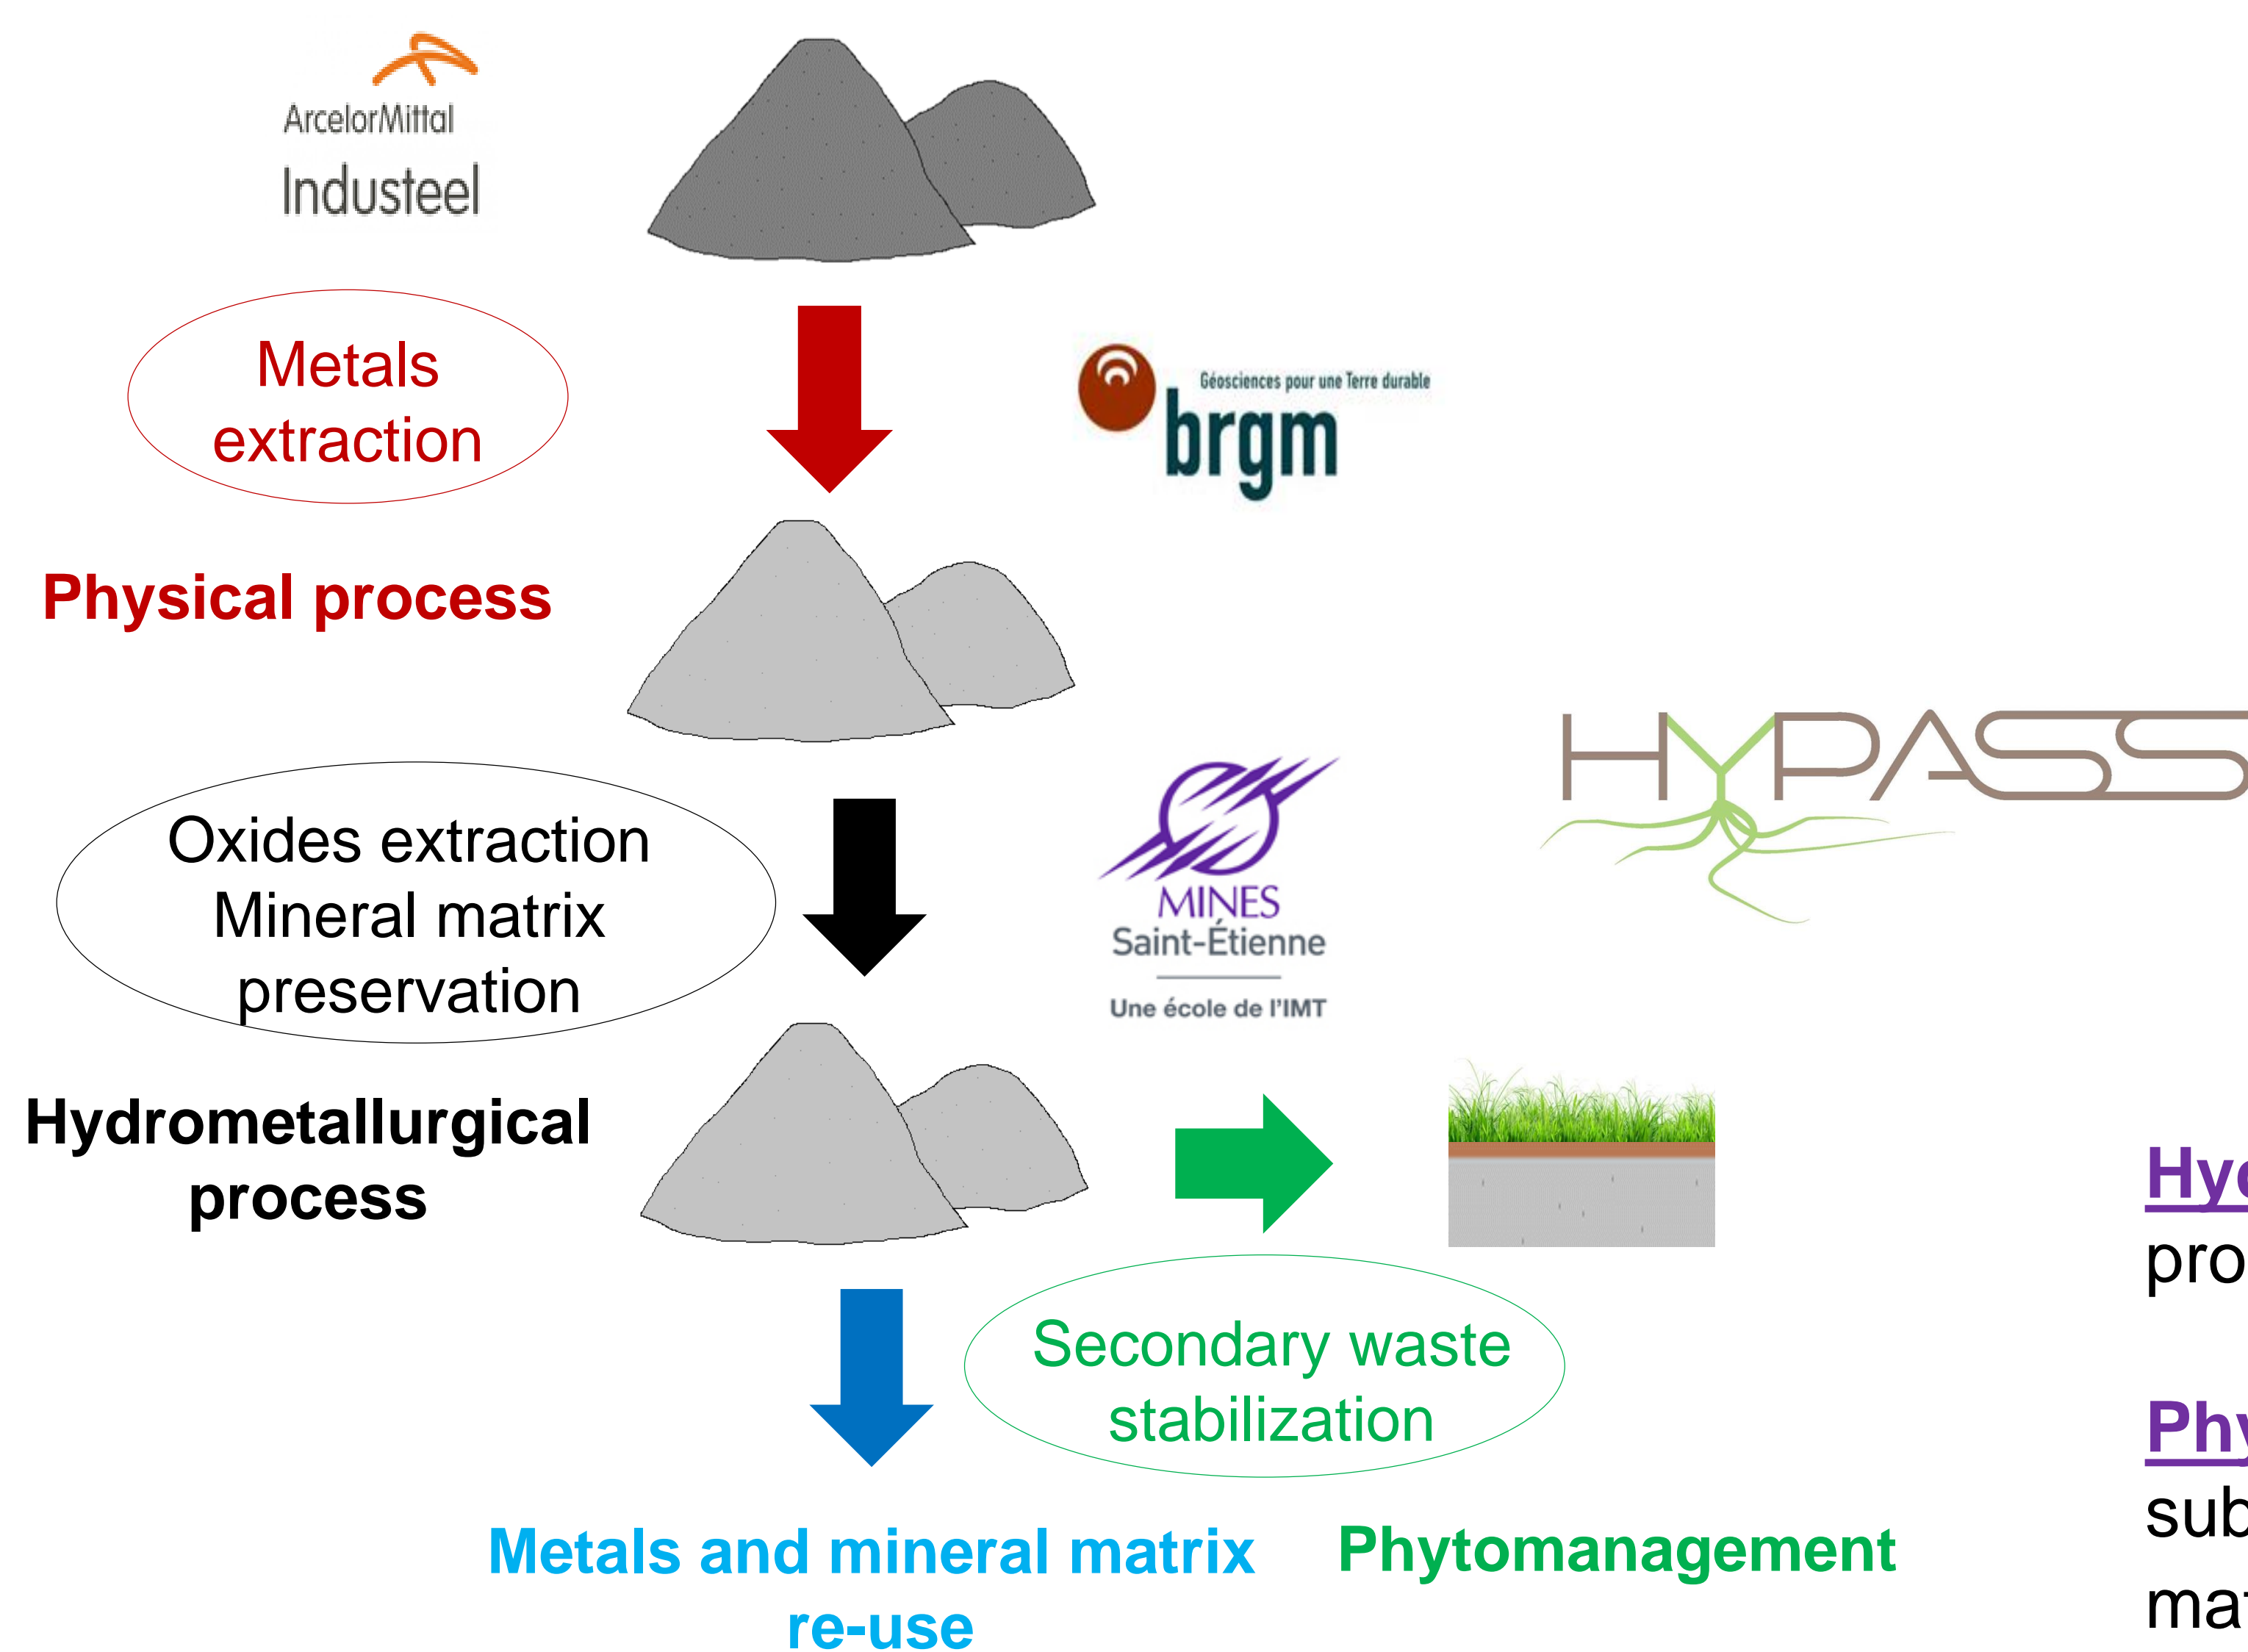 ArcelorMittal
Industeel
Metals
extraction
Géosciences pour une Terre durable
brgm
Physical process
HYPASS
Oxides extraction
Mineral matrix
preservation
MINES
Saint-Étienne
Une école de l'IMT
Hydrometallurgical
process
Secondary waste
stabilization
Metals and mineral matrix
re-use
Phytomanagement